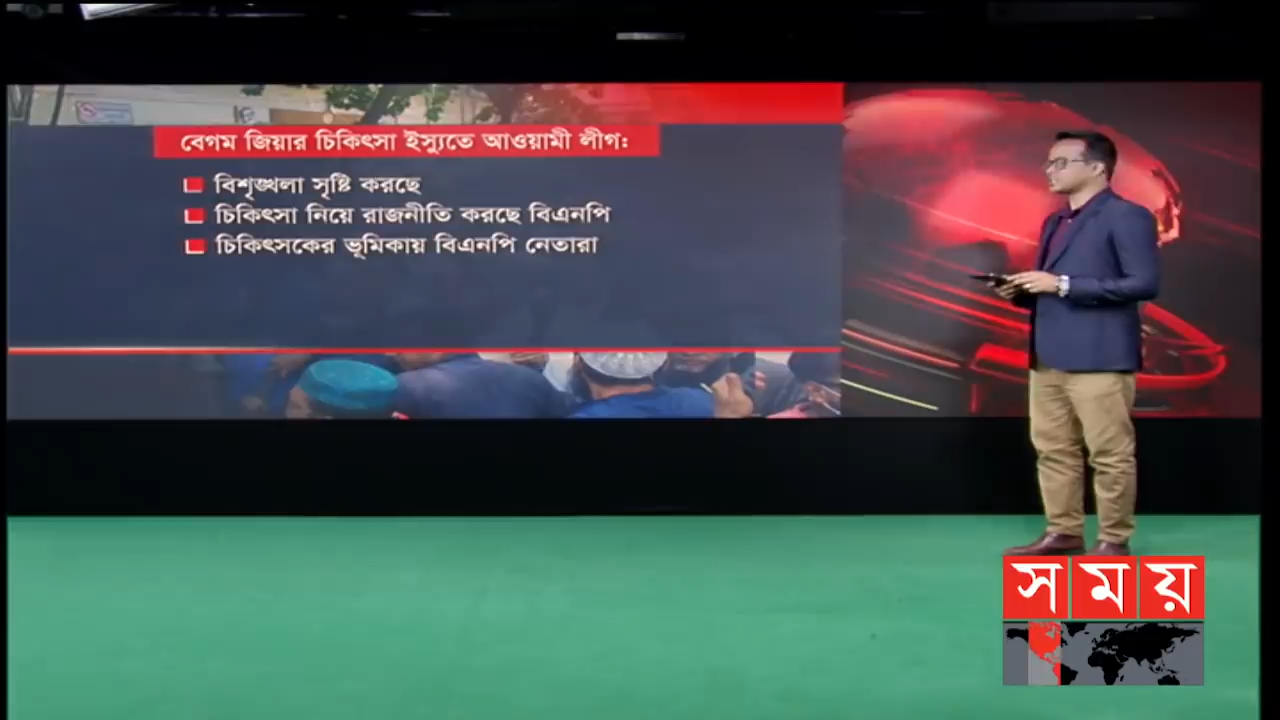 বেগম জিয়ার চিকিৎসা ইস্যুতে আওয়ামী লীগ:
বিশৃঙ্খলা সৃষ্টি করছে
চিকিৎসা নিয়ে রাজনীতি করছে বিএনপি
চিকিৎসকের ভূমিকায় বিএনপি নেতারা
সময়